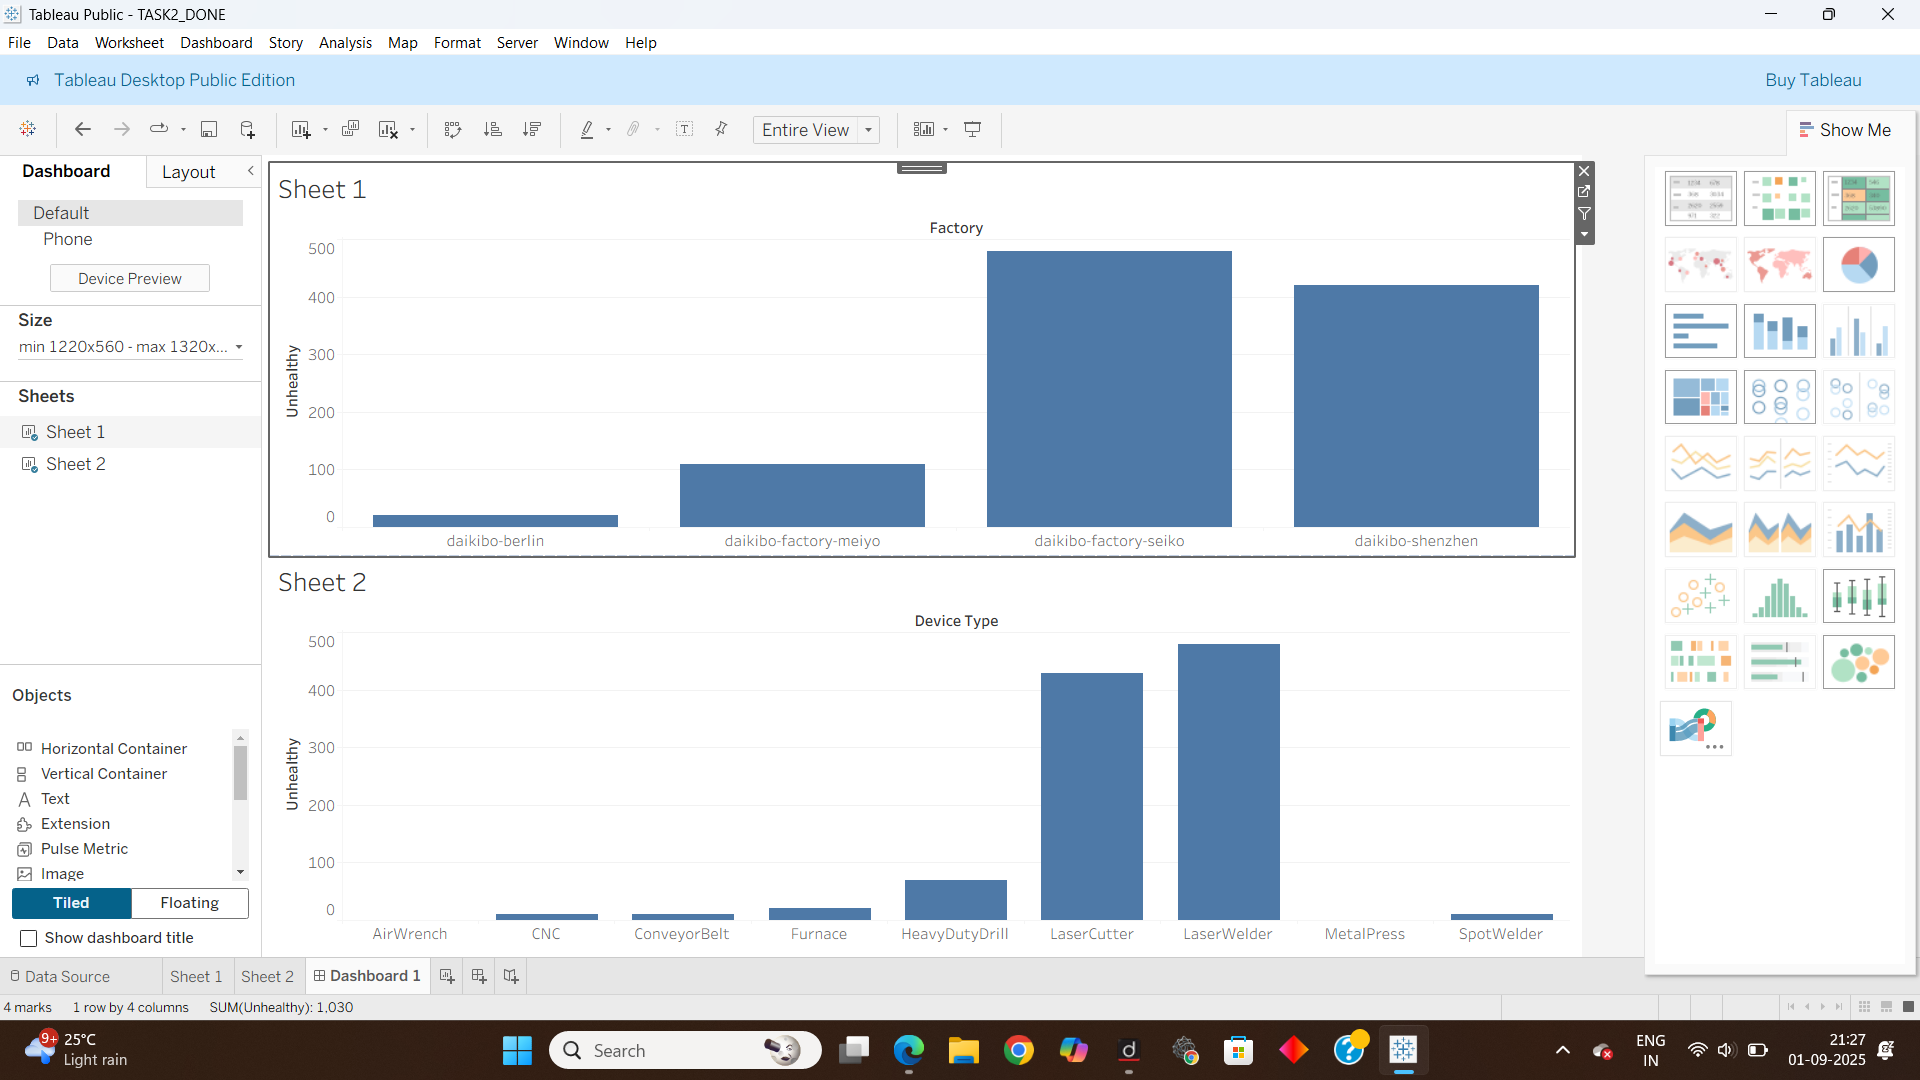 Tableau Public - TASK2_DONE
File Data Worksheet Dashboard Story Analysis Map Format Server Window Help
Tableau Desktop Public Edition
Buy Tableau
Entire View
Show Me
Dashboard Layout
Default
Phone
Device Preview
Size
min 1220x560 - max 1320x...
Sheets
Sheet 1
Sheet 2
Objects
Horizontal Container
Vertical Container
Text
Extension
Pulse Metric
Image
Tiled Floating
Show dashboard title
Sheet 1
Factory
Unhealthy
500
400
300
200
100
0
daikibo-berlin daikibo-factory-meiyo daikibo-factory-seiko daikibo-shenzhen
Sheet 2
Device Type
Unhealthy
500
400
300
200
100
0
AirWrench CNC ConveyorBelt Furnace HeavyDutyDrill LaserCutter LaserWelder MetalPress SpotWelder
Data Source Sheet 1 Sheet 2 Dashboard 1
4 marks 1 row by 4 columns SUM(Unhealthy): 1,030
9+
25°C
Light rain
Search
ENG
IN
21:27
01-09-2025